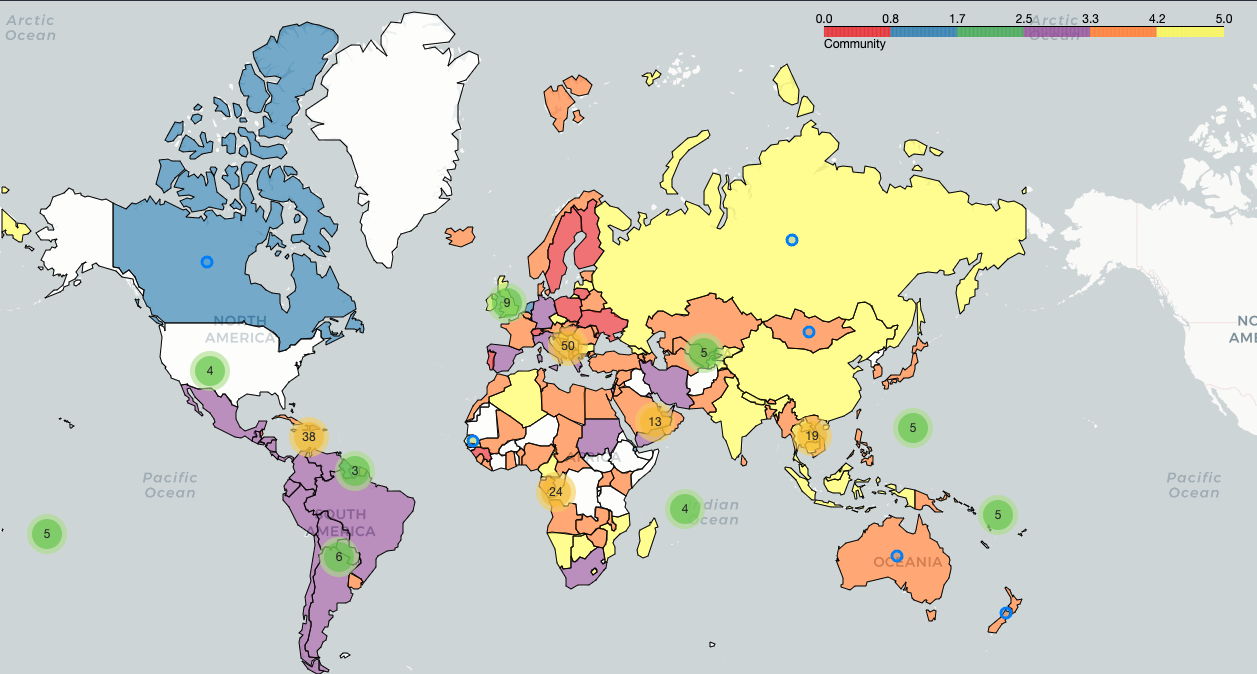 Arctic
Ocean
0.0 0.8 1.7 2.5 3.3 4.2 5.0
Arctic
Ocean
Community
NORTH
AMERICA
9
50
5
4
38
13
19
5
3
AFRICA
24
4
Indian
Ocean
5
Pacific
Ocean
Pacific
Ocean
SOUTH
AMERICA
5
6
OCEANIA
NO
AME